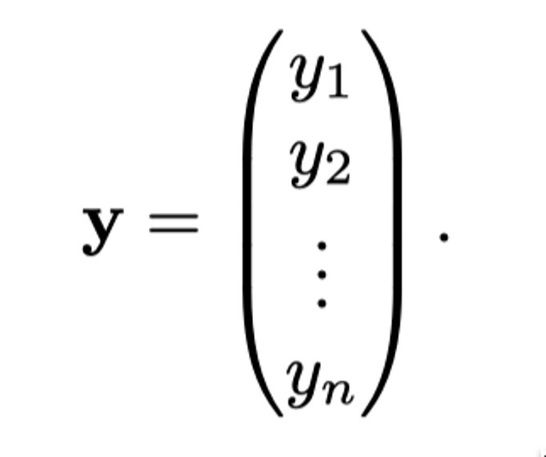 y₁
y₂
y = ⋮ .
yₙ